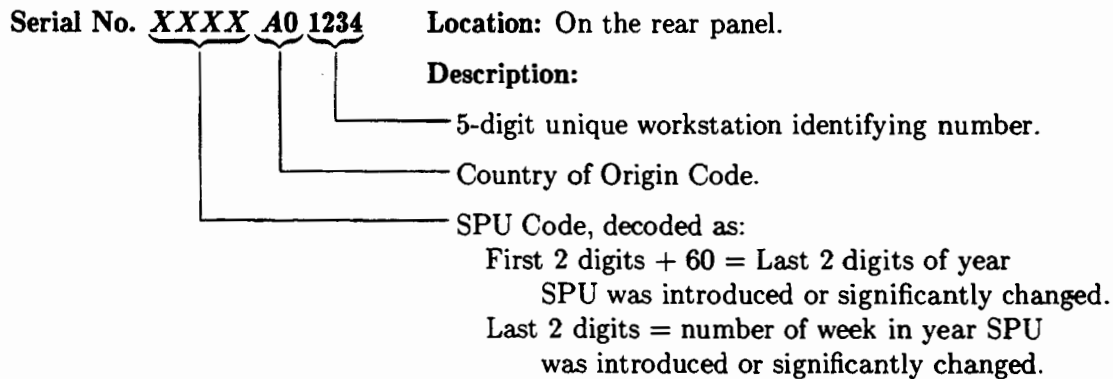 Serial No. XXXX A0 1234 Location: On the rear panel.
Description:
5-digit unique workstation identifying number.
Country of Origin Code.
SPU Code, decoded as:
First 2 digits + 60 = Last 2 digits of year
SPU was introduced or significantly changed.
Last 2 digits = number of week in year SPU
was introduced or significantly changed.